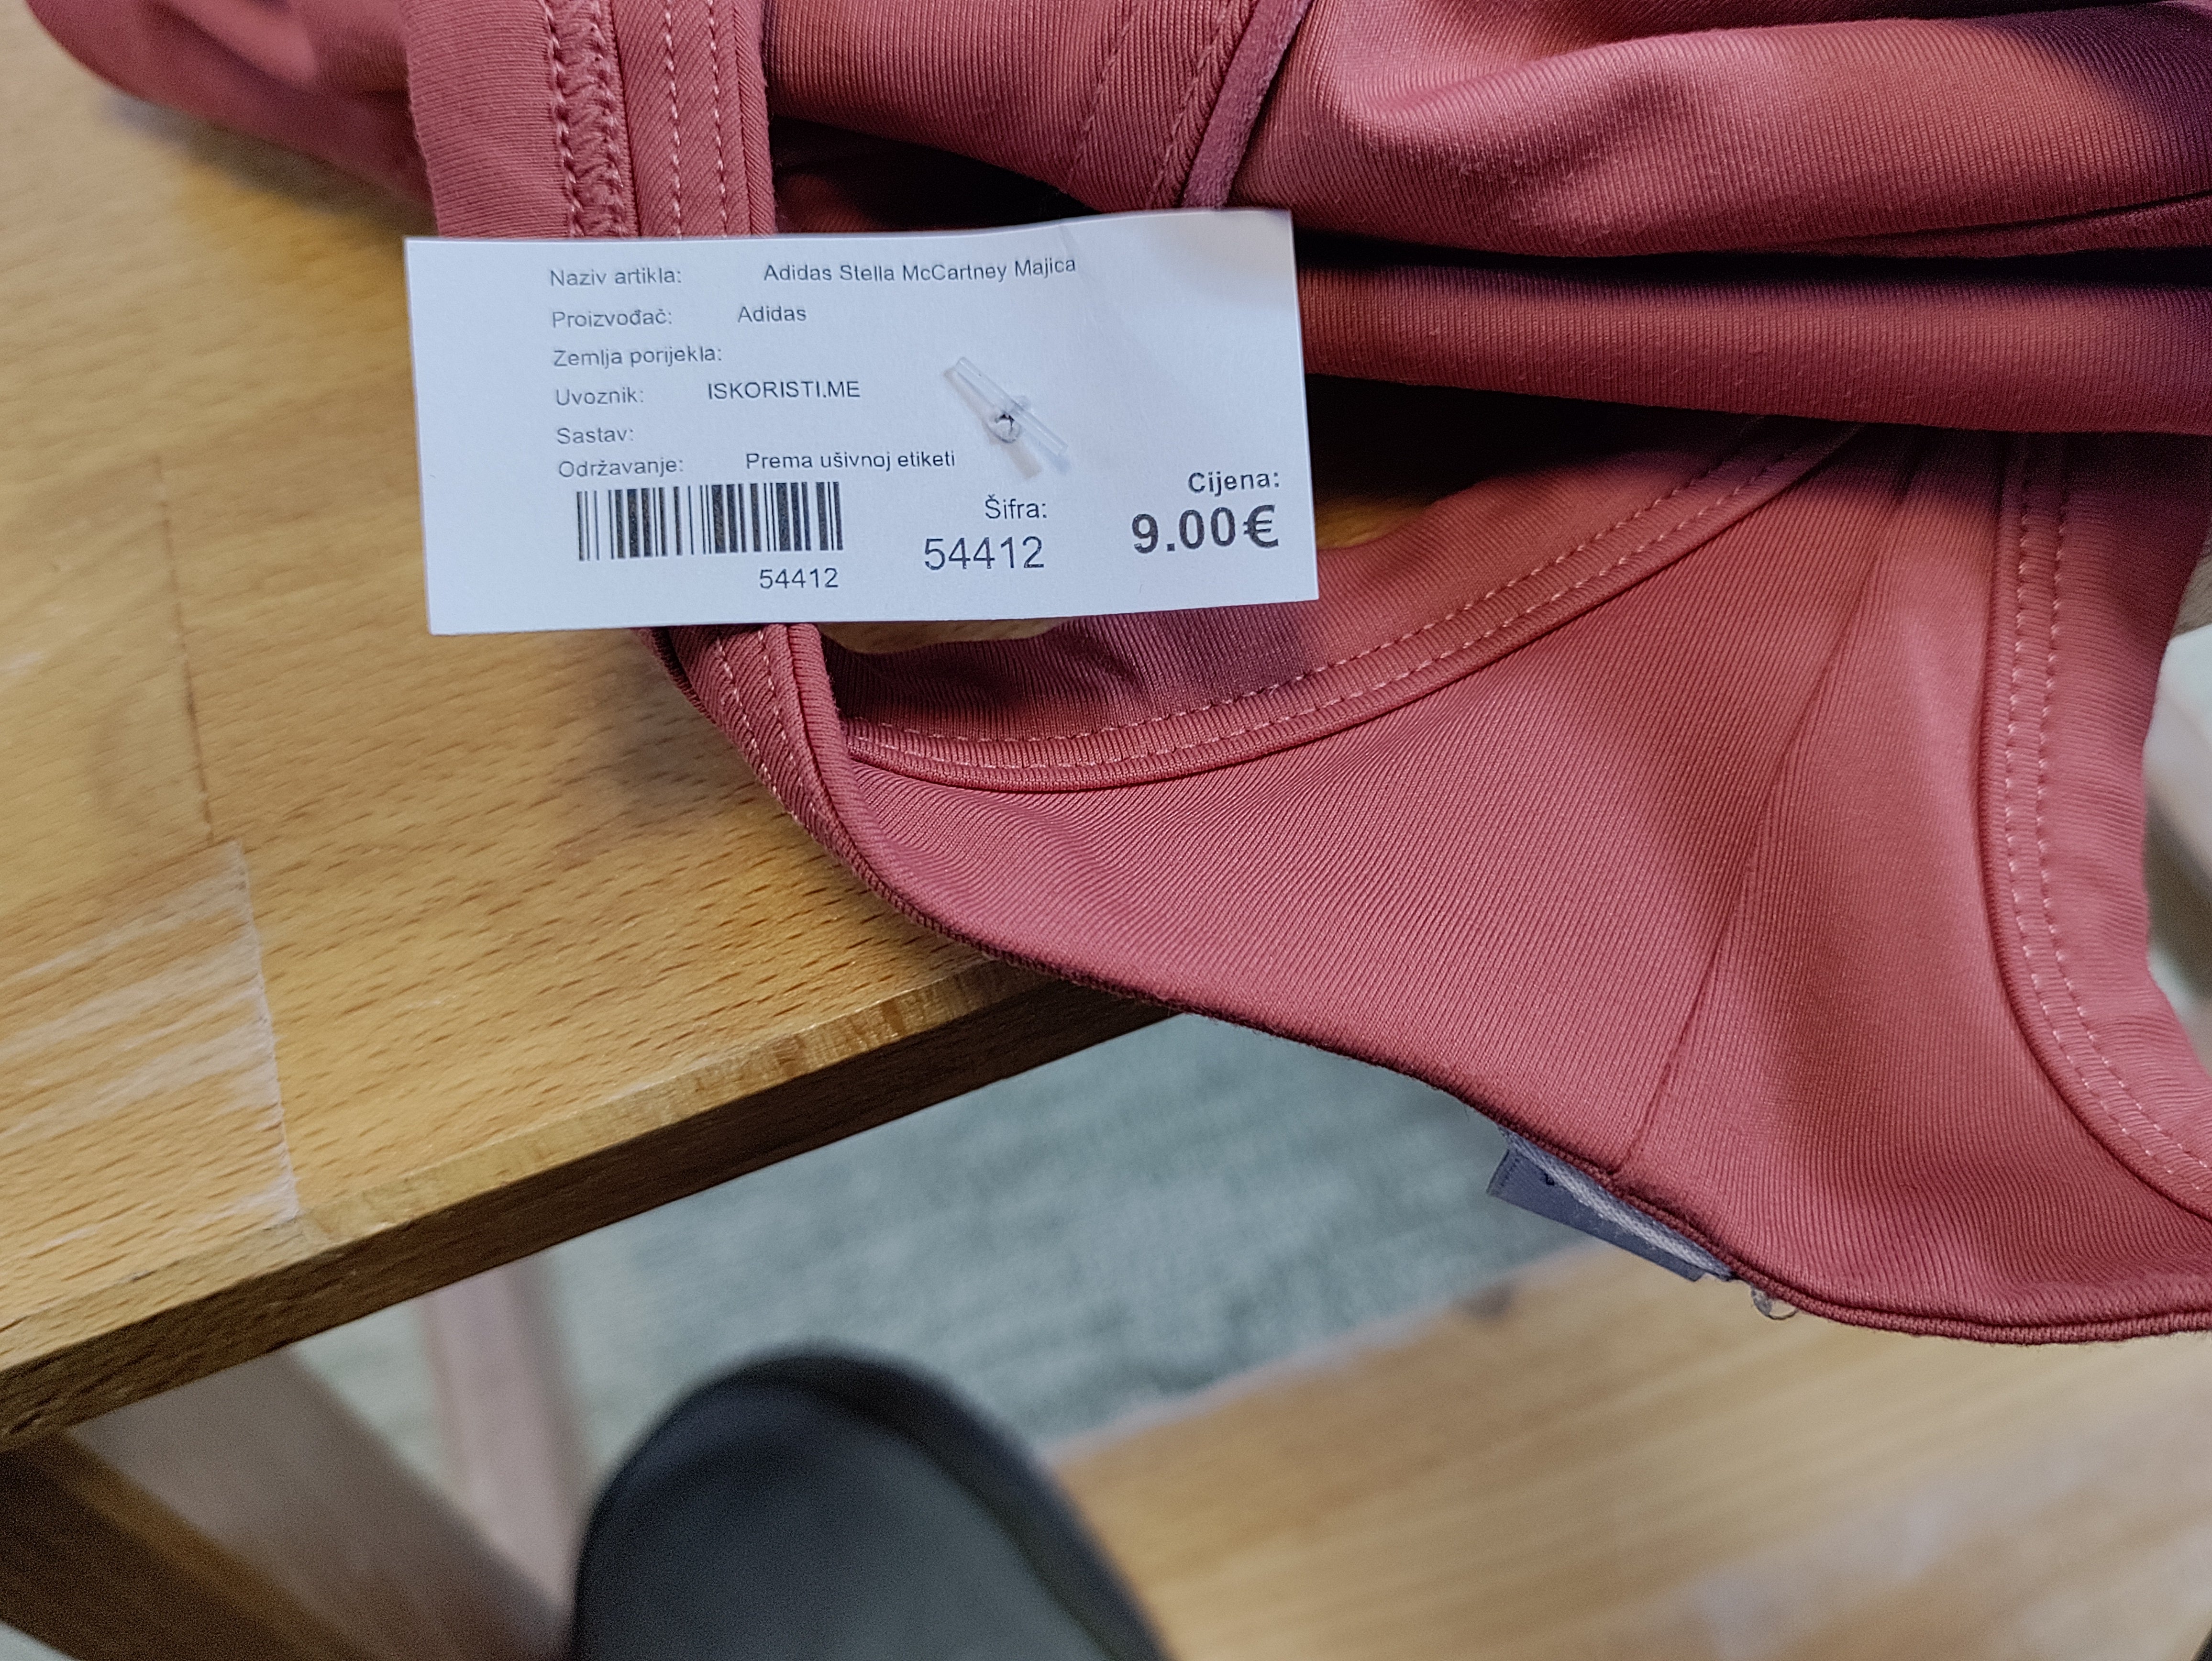 Naziv artikla: Adidas Stella McCartney Majica
Proizvođač: Adidas
Zemlja porijekla:
Uvoznik: ISKORISTI.ME
Sastav:
Održavanje: Prema ušivnoj etiketi
54412
Šifra:
54412
Cijena:
9.00€